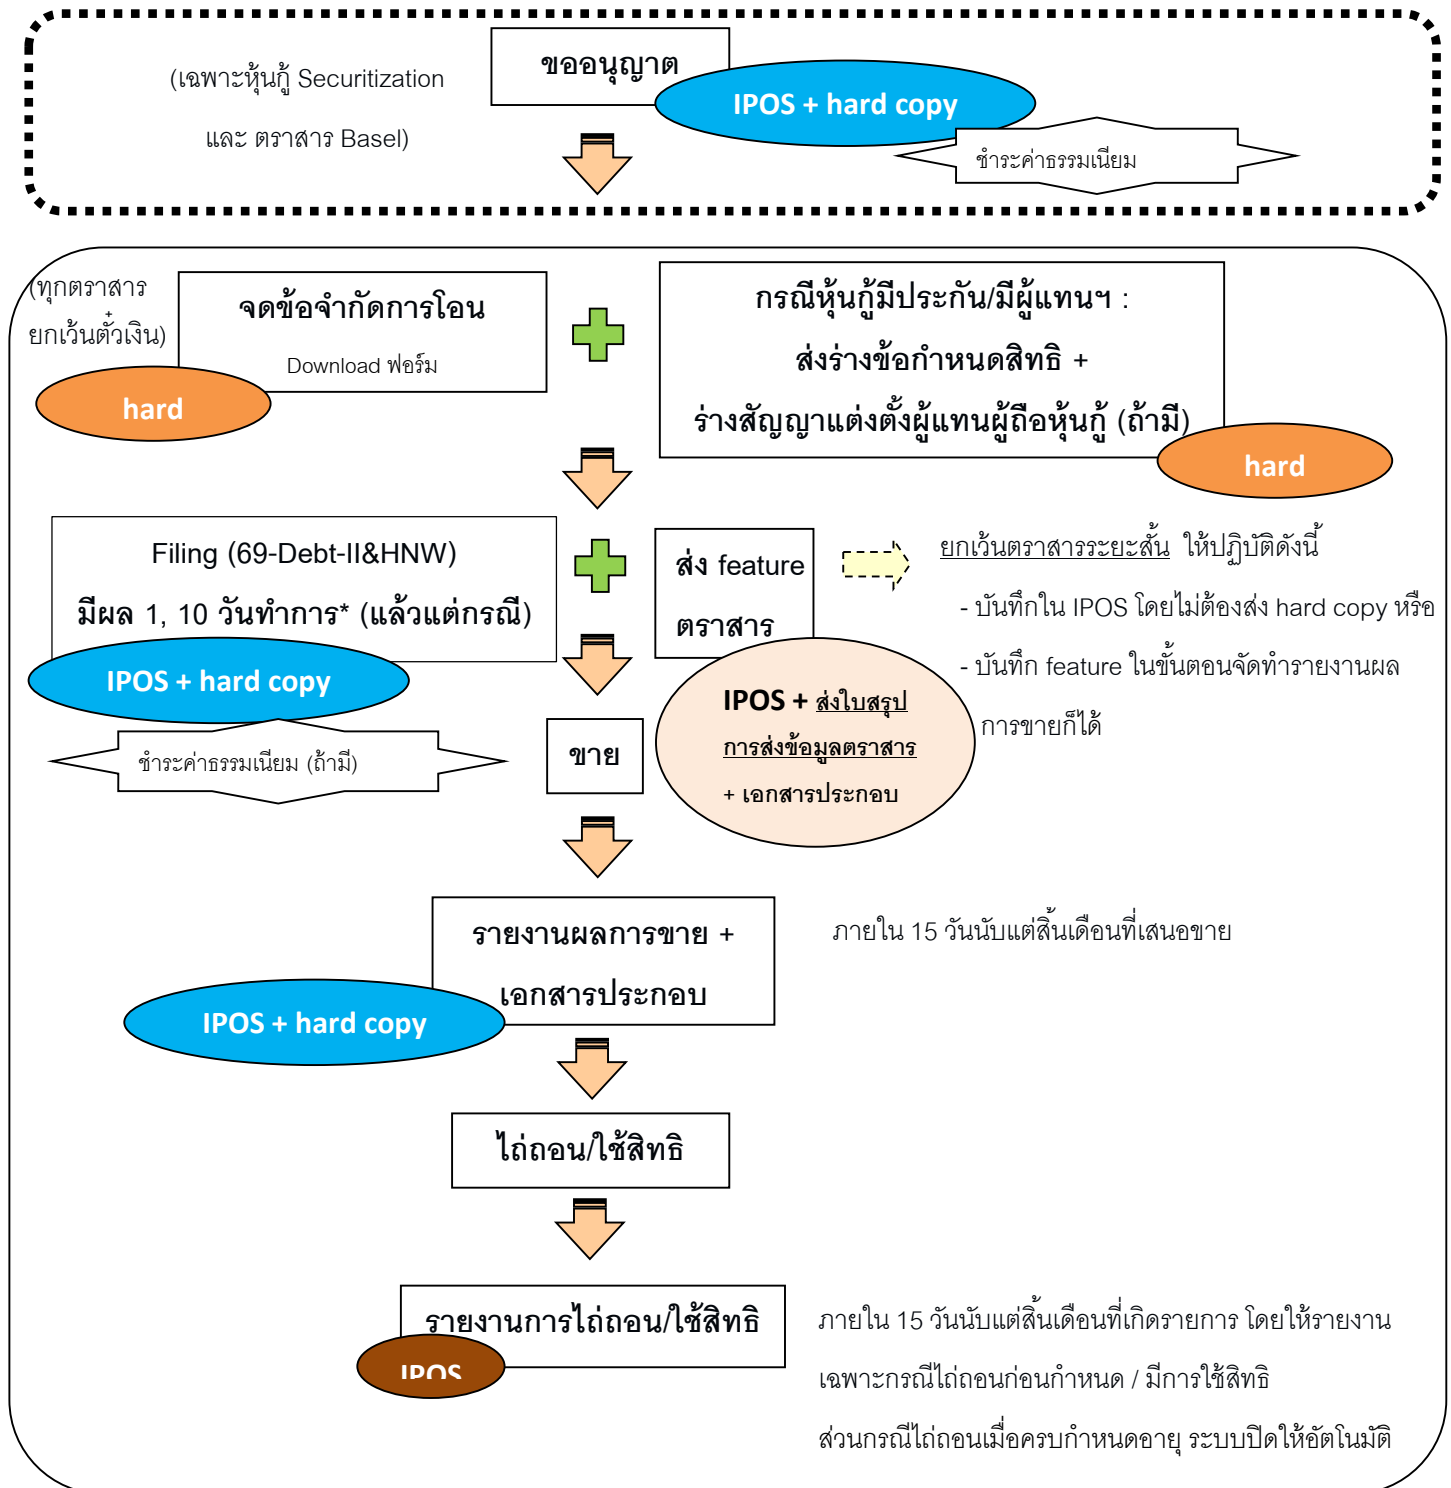 ขออนุญาต
(เฉพาะหุ้นกู้ Securitization
และ ตราสาร Basel)
IPOS + hard copy
ชำระค่าธรรมเนียม
(ทุกตราสาร
ยกเว้นตั๋วเงิน)
จดข้อจำกัดการโอน
Download ฟอร์ม
hard
กรณีหุ้นกู้มีประกัน/มีผู้แทนฯ :
ส่งร่างข้อกำหนดสิทธิ +
ร่างสัญญาแต่งตั้งผู้แทนผู้ถือหุ้นกู้ (ถ้ามี)
hard
Filing (69-Debt-II&HNW)
มีผล 1, 10 วันทำการ* (แล้วแต่กรณี)
IPOS + hard copy
ชำระค่าธรรมเนียม (ถ้ามี)
ส่ง feature
ตราสาร
IPOS + ส่งใบสรุป
การส่งข้อมูลตราสาร
+ เอกสารประกอบ
ยกเว้นตราสารระยะสั้น ให้ปฏิบัติดังนี้
- บันทึกใน IPOS โดยไม่ต้องส่ง hard copy หรือ
- บันทึก feature ในขั้นตอนจัดทำรายงานผล
การขายก็ได้
ขาย
รายงานผลการขาย +
เอกสารประกอบ
IPOS + hard copy
ภายใน 15 วันนับแต่สิ้นเดือนที่เสนอขาย
ไถ่ถอน/ใช้สิทธิ
รายงานการไถ่ถอน/ใช้สิทธิ
IPOS
ภายใน 15 วันนับแต่สิ้นเดือนที่เกิดรายการ โดยให้รายงาน
เฉพาะกรณีไถ่ถอนก่อนกำหนด / มีการใช้สิทธิ
ส่วนกรณีไถ่ถอนเมื่อครบกำหนดอายุ ระบบปิดให้อัตโนมัติ